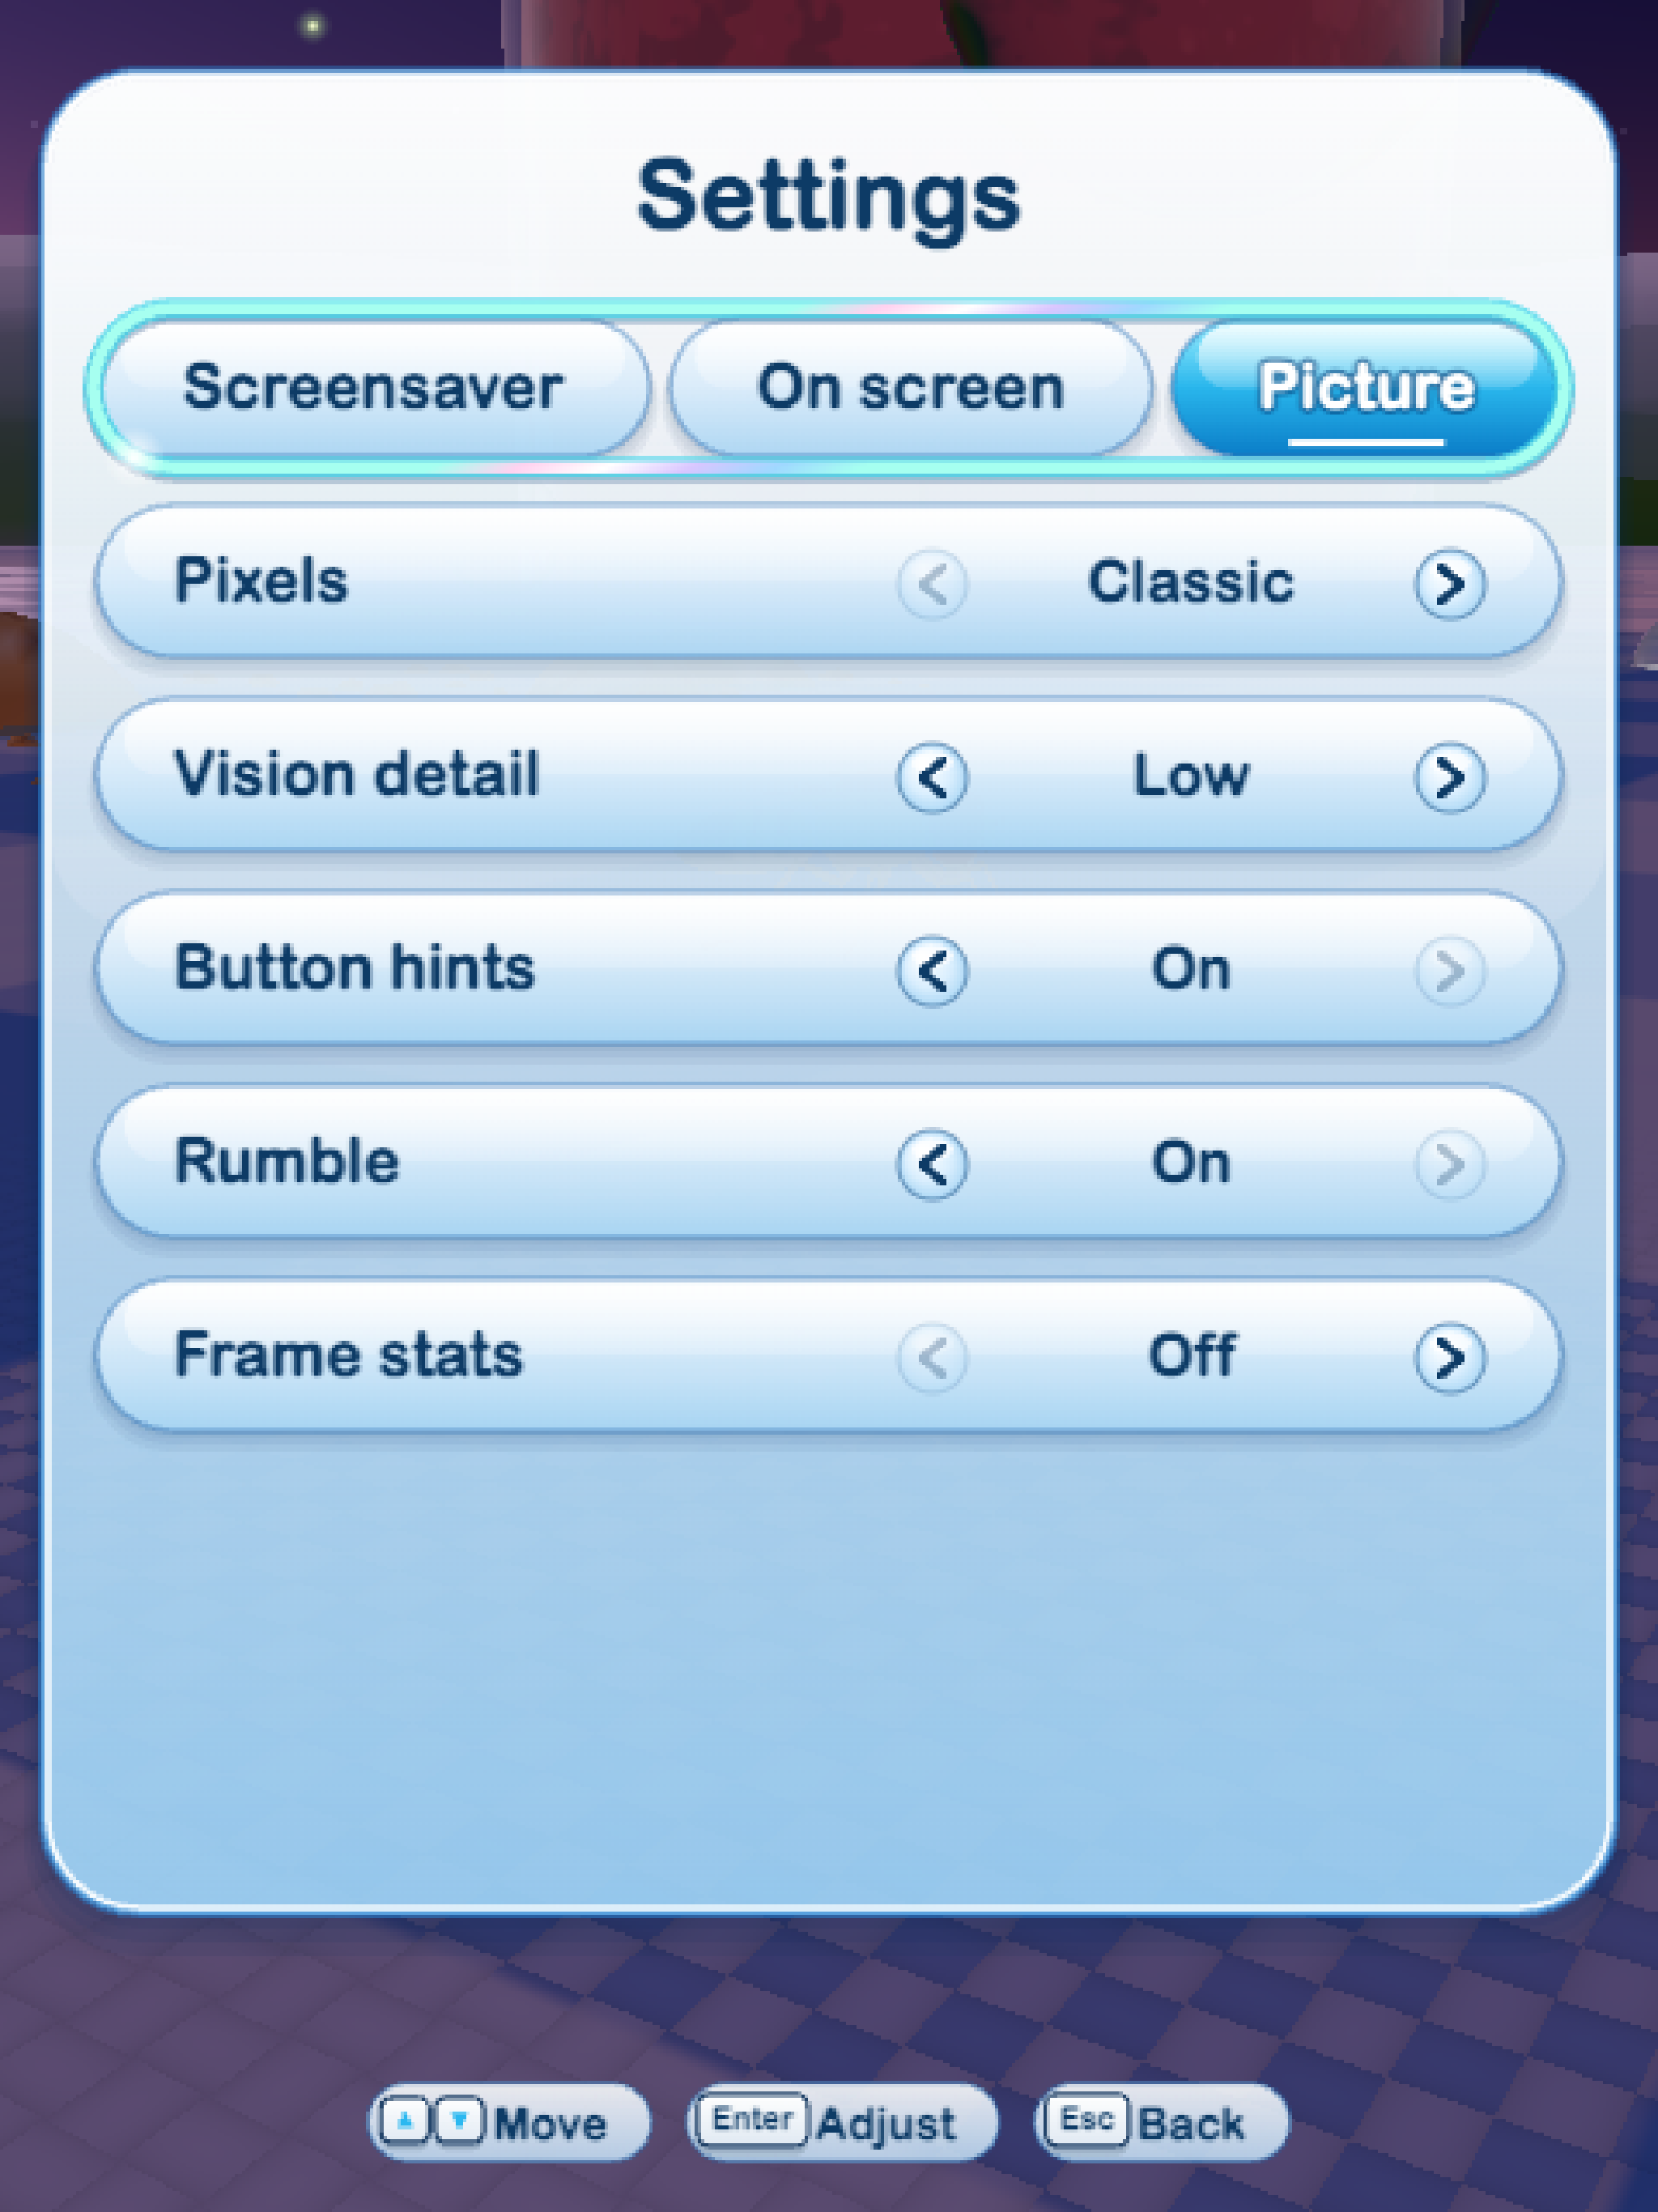 Settings
Screensaver On screen Picture
Pixels < Classic >
Vision detail < Low >
Button hints < On >
Rumble < On >
Frame stats < Off >
▲ ▼ Move Enter Adjust Esc Back